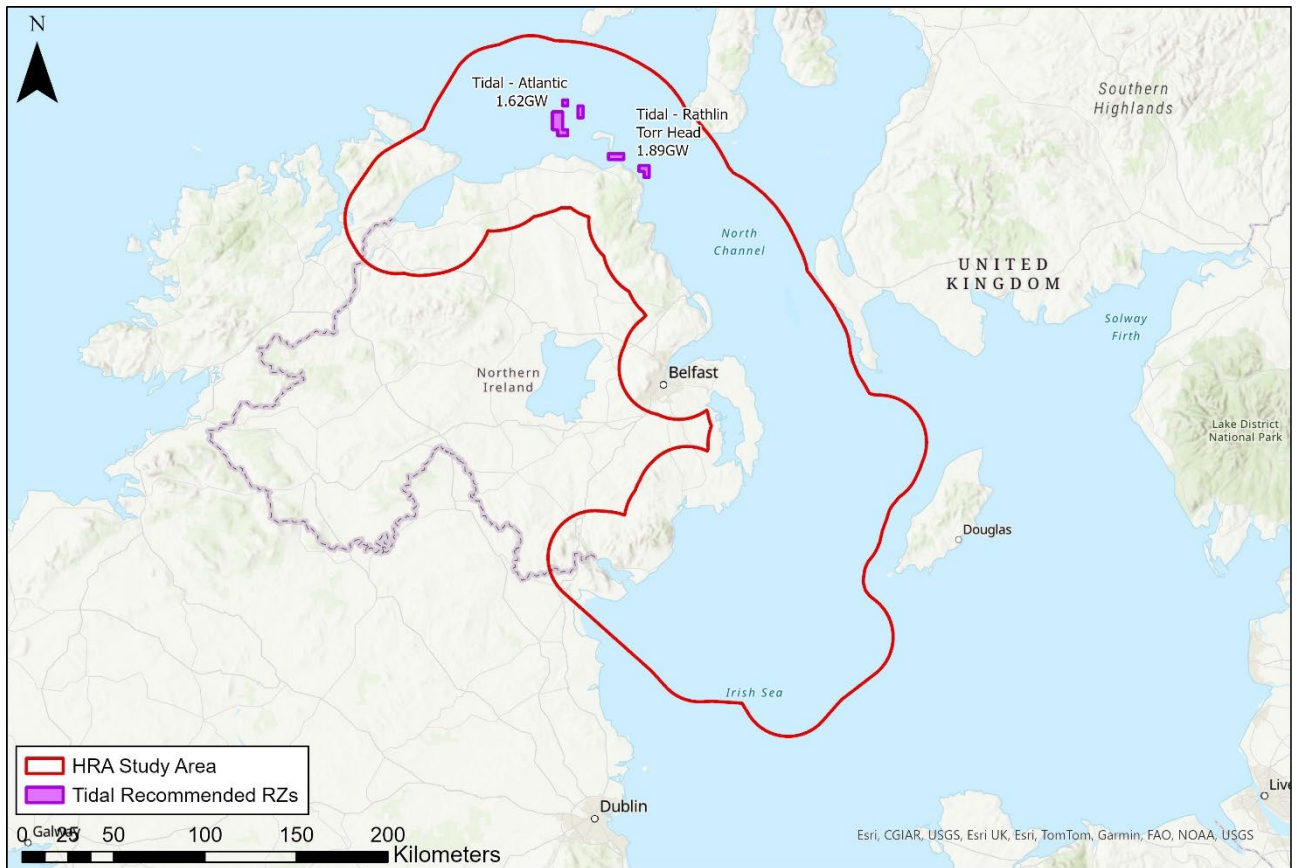 N
Tidal - Atlantic
1.62GW
Tidal - Rathlin
Torr Head
1.89GW
Southern
Highlands
North
Channel
UNITED
KINGDOM
Solway
Firth
Northern
Ireland
Belfast
Lake District
National Park
Douglas
Irish Sea
HRA Study Area
Tidal Recommended RZs
Dublin
Live
Galway
0 25 50 100 150 200
Kilometers
Esri, CGIAR, USGS, Esri UK, Esri, TomTom, Garmin, FAO, NOAA, USGS